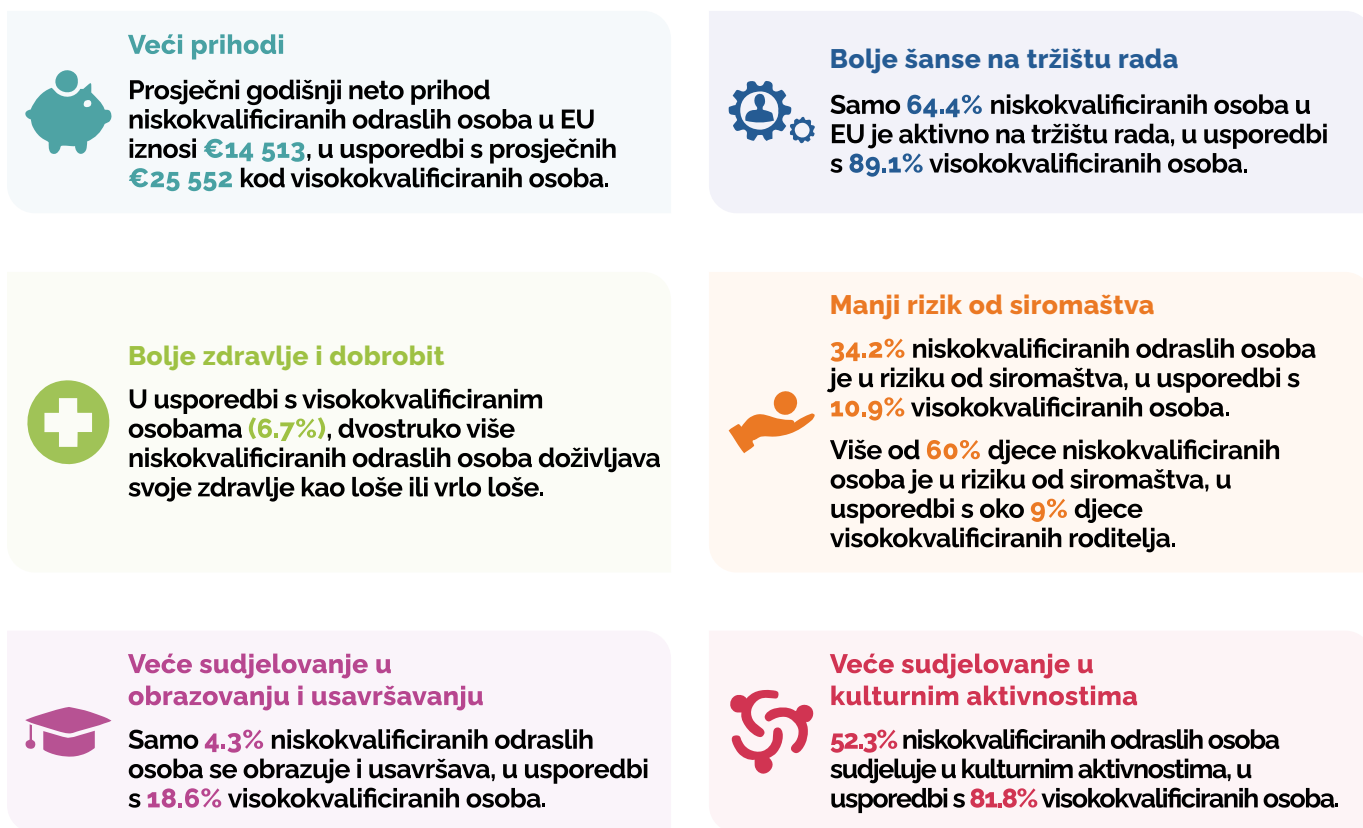 Veći prihodi
Prosječni godišnji neto prihod
niskokvalificiranih odraslih osoba u EU
iznosi €14 513, u usporedbi s prosječnih
€25 552 kod visokokvalificiranih osoba.
Bolje šanse na tržištu rada
Samo 64.4% niskokvalificiranih osoba u
EU je aktivno na tržištu rada, u usporedbi
s 89.1% visokokvalificiranih osoba.
Bolje zdravlje i dobrobit
U usporedbi s visokokvalificiranim
osobama (6.7%), dvostruko više
niskokvalificiranih odraslih osoba doživljava
svoje zdravlje kao loše ili vrlo loše.
Manji rizik od siromaštva
34.2% niskokvalificiranih odraslih osoba
je u riziku od siromaštva, u usporedbi s
10.9% visokokvalificiranih osoba.
Više od 60% djece niskokvalificiranih
osoba je u riziku od siromaštva, u
usporedbi s oko 9% djece
visokokvalificiranih roditelja.
Veće sudjelovanje u
obrazovanju i usavršavanju
Samo 4.3% niskokvalificiranih odraslih
osoba se obrazuje i usavršava, u usporedbi
s 18.6% visokokvalificiranih osoba.
Veće sudjelovanje u
kulturnim aktivnostima
52.3% niskokvalificiranih odraslih osoba
sudjeluje u kulturnim aktivnostima, u
usporedbi s 81.8% visokokvalificiranih osoba.